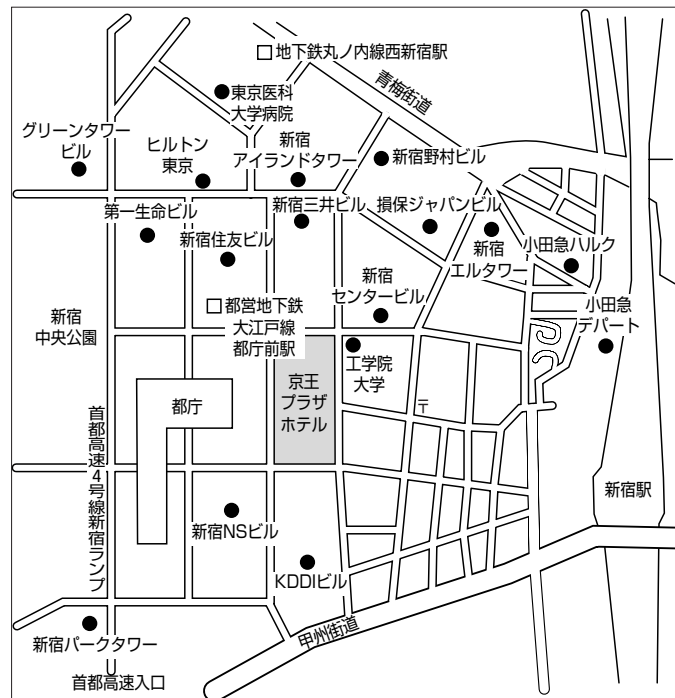 地下鉄丸ノ内線西新宿駅
青梅街道
東京医科
大学病院
グリーンタワー
ビル
ヒルトン
東京
新宿
アイランドタワー
新宿野村ビル
第一生命ビル
新宿三井ビル
損保ジャパンビル
新宿住友ビル
新宿
エルタワー
小田急ハルク
新宿
センタービル
都営地下鉄
大江戸線
都庁前駅
小田急
デパート
新宿
中央公園
工学院
大学
京王
プラザ
ホテル
都庁
〒
首都高速4号線新宿ランプ
新宿駅
新宿NSビル
KDDIビル
甲州街道
新宿パークタワー
首都高速入口